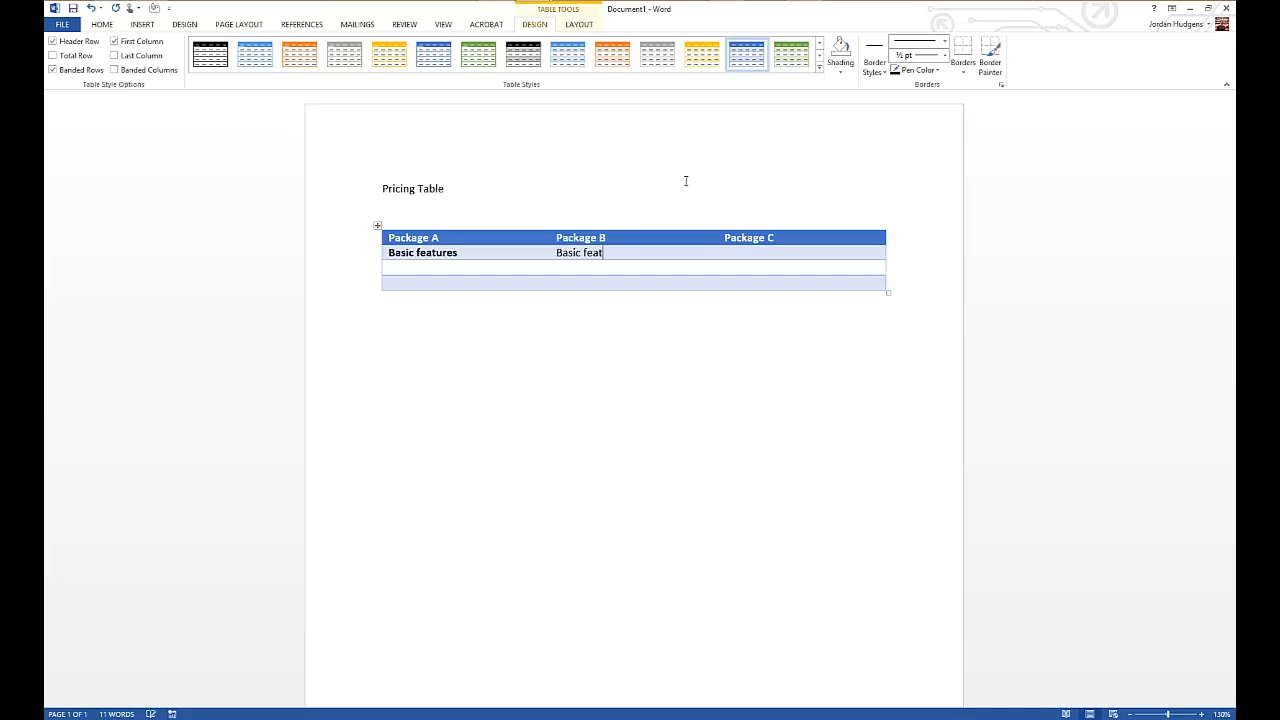 TABLE TOOLS
Document1 - Word
FILE HOME INSERT DESIGN PAGE LAYOUT REFERENCES MAILINGS REVIEW VIEW ACROBAT DESIGN LAYOUT
Jordan Hudgens
Header Row First Column
Total Row Last Column
Banded Rows Banded Columns
Table Style Options
Table Styles
Shading
Border Styles
½ pt
Pen Color
Borders
Border Painter
Borders
Pricing Table
Package A Package B Package C
Basic features Basic feat
PAGE 1 OF 1 11 WORDS
130%